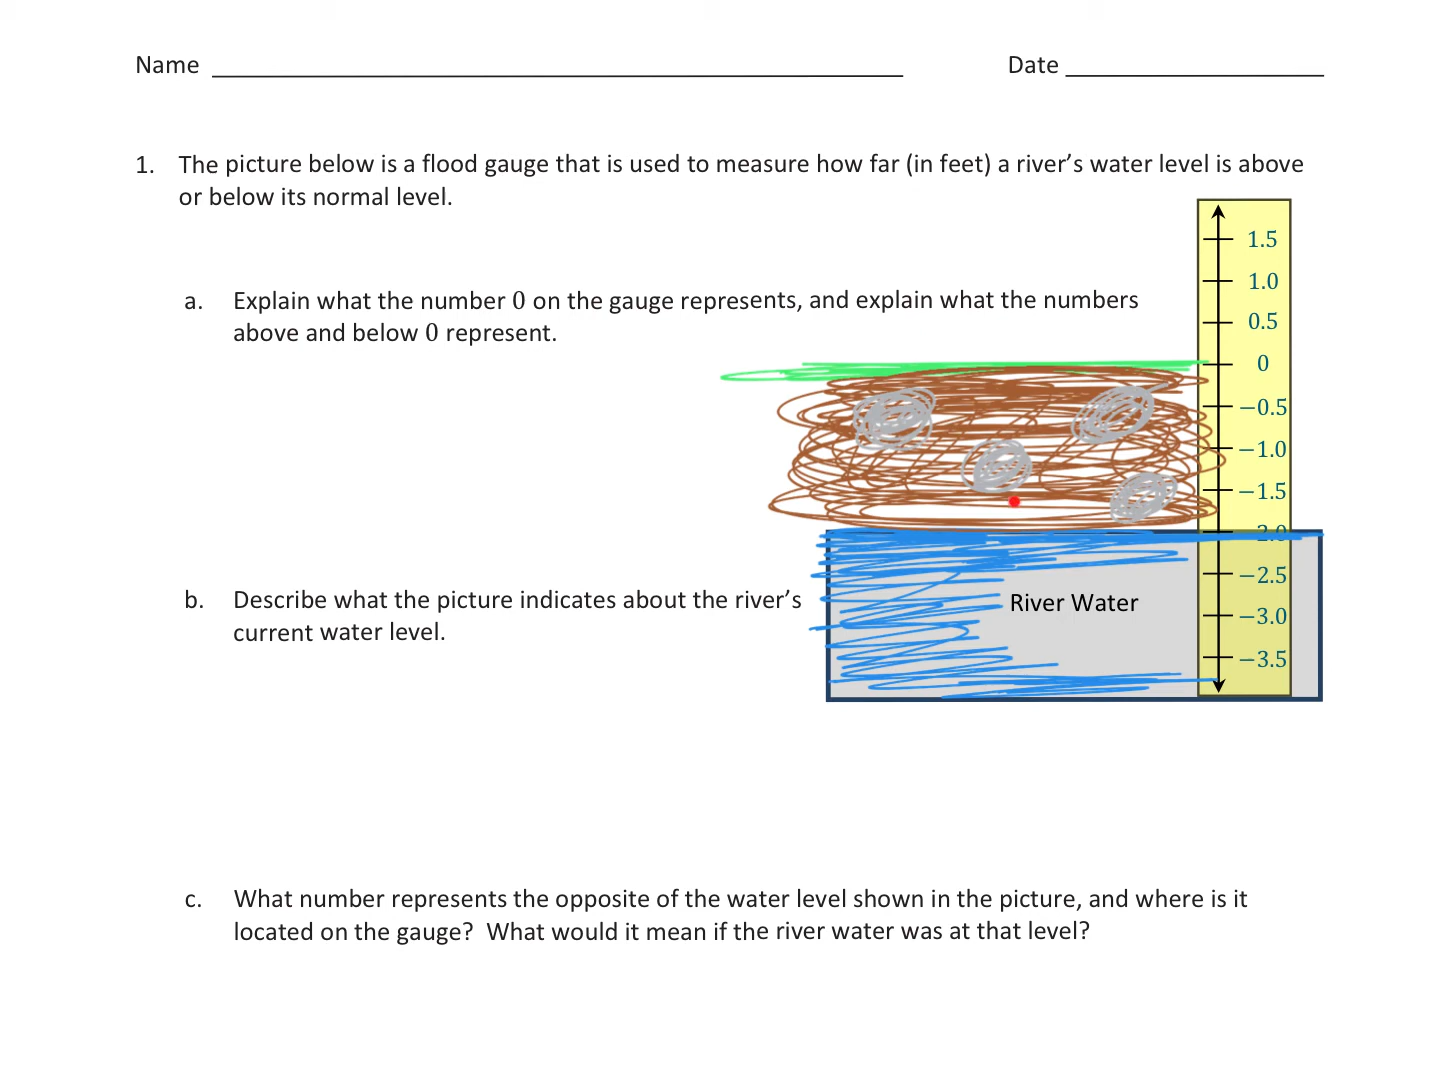 Name Date
1. The picture below is a flood gauge that is used to measure how far (in feet) a river’s water level is above
or below its normal level.
1.5
1.0
a. Explain what the number 0 on the gauge represents, and explain what the numbers
0.5
above and below 0 represent.
0
−0.5
−1.0
−1.5
2.0
−2.5
b. Describe what the picture indicates about the river’s
River Water
−3.0
current water level.
−3.5
c. What number represents the opposite of the water level shown in the picture, and where is it
located on the gauge? What would it mean if the river water was at that level?